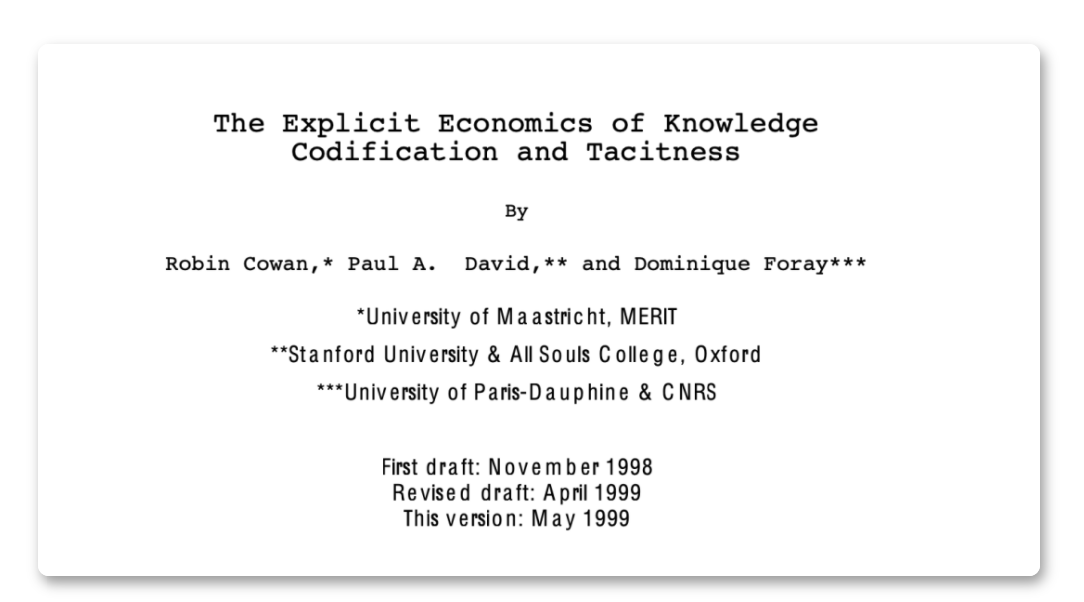 The Explicit Economics of Knowledge
Codification and Tacitness
By
Robin Cowan,* Paul A. David,** and Dominique Foray***
*University of Maastricht, MERIT
**Stanford University & All Souls College, Oxford
***University of Paris-Dauphine & CNRS
First draft: November 1998
Revised draft: April 1999
This version: May 1999